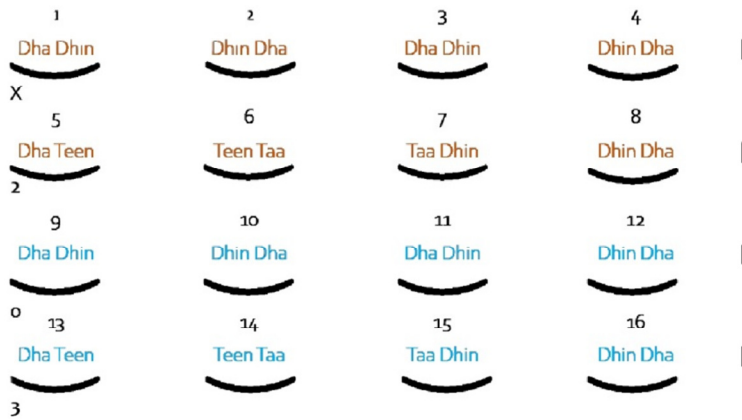 1 2 3 4
Dha Dhin Dhin Dha Dha Dhin Dhin Dha
X
5 6 7 8
Dha Teen Teen Taa Taa Dhin Dhin Dha
2
9 10 11 12
Dha Dhin Dhin Dha Dha Dhin Dhin Dha
0
13 14 15 16
Dha Teen Teen Taa Taa Dhin Dhin Dha
3